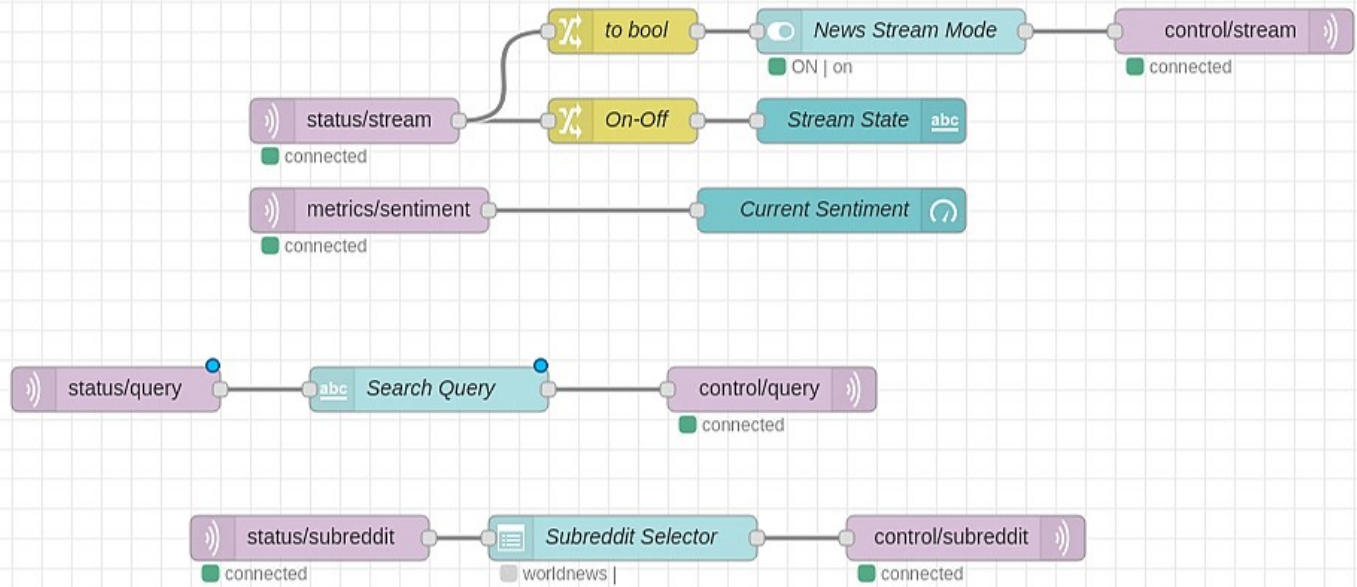 to bool
News Stream Mode
control/stream
ON | on
connected
status/stream
On-Off
Stream State
abc
connected
metrics/sentiment
Current Sentiment
connected
status/query
abc
Search Query
control/query
connected
status/subreddit
Subreddit Selector
control/subreddit
connected
worldnews |
connected